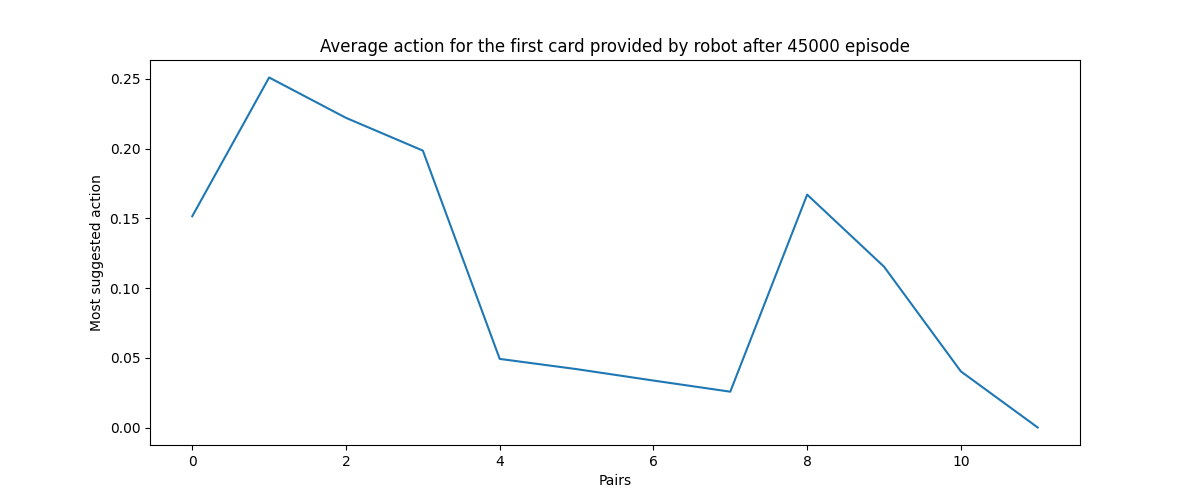 Average action for the first card provided by robot after 45000 episode
Most suggested action
0.25
0.20
0.15
0.10
0.05
0.00
0 2 4 6 8 10
Pairs